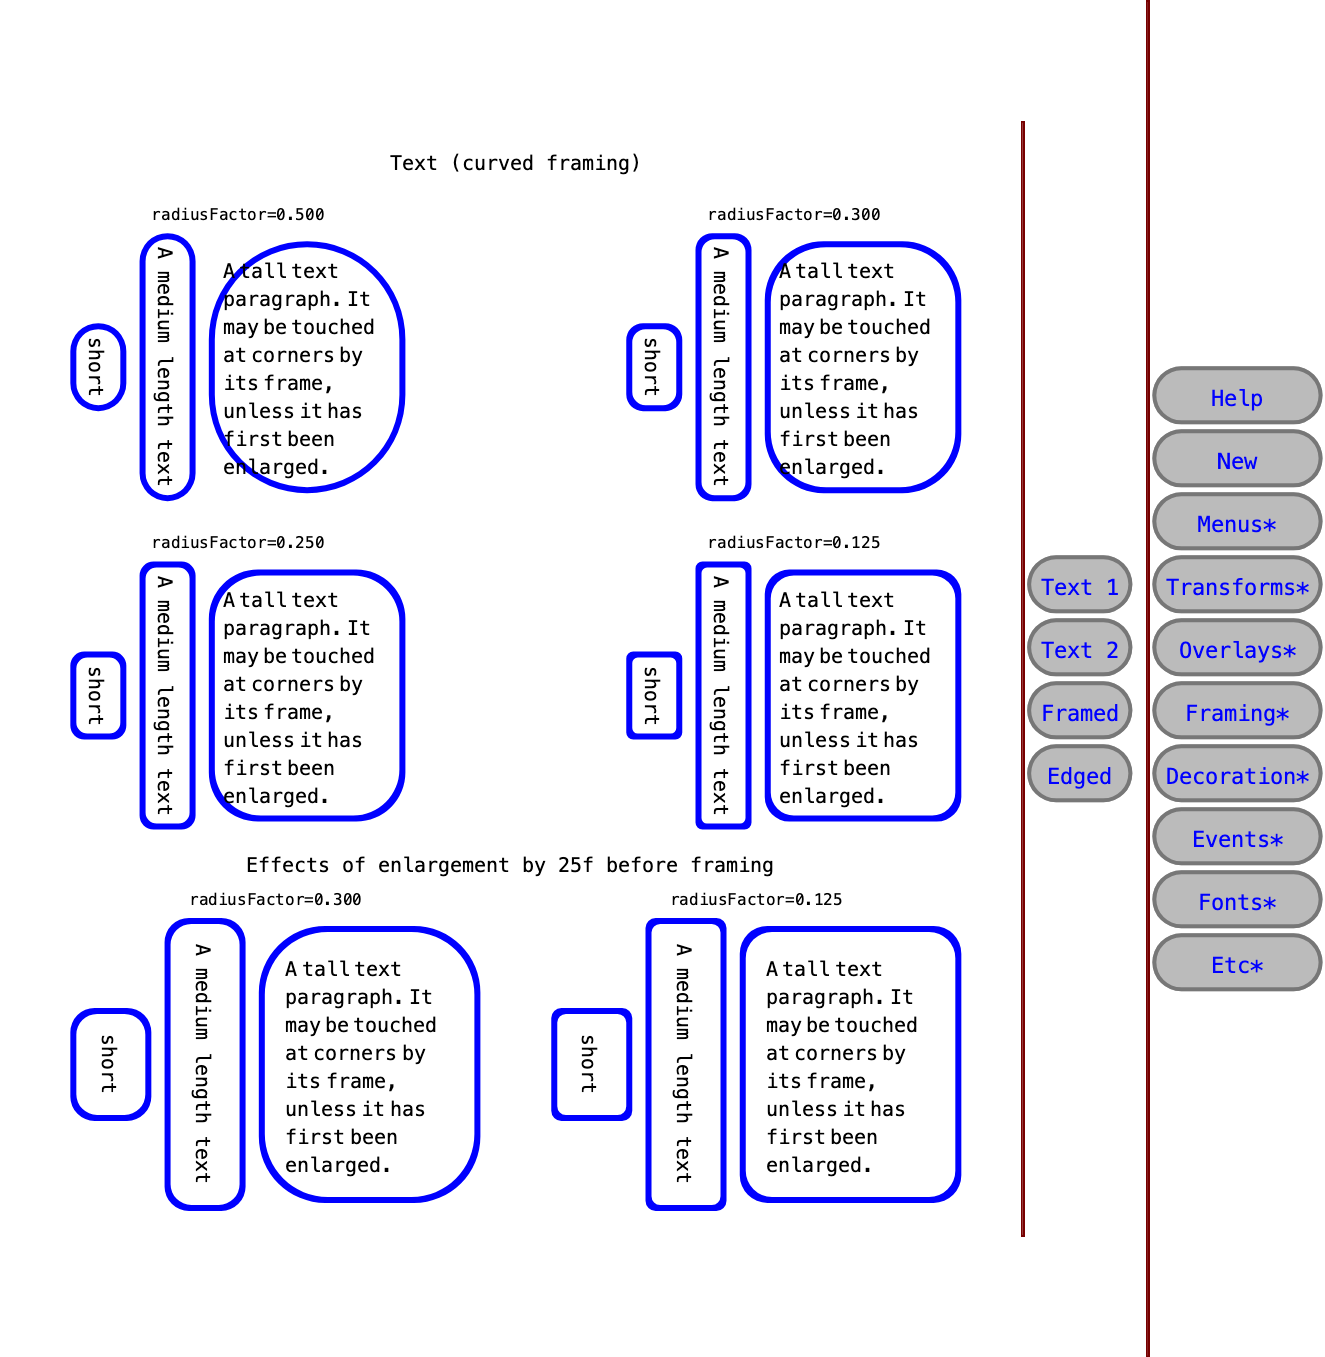 Text (curved framing)
radiusFactor=0.500
short
A medium length text
A tall text
paragraph. It
may be touched
at corners by
its frame,
unless it has
first been
enlarged.
radiusFactor=0.300
short
A medium length text
A tall text
paragraph. It
may be touched
at corners by
its frame,
unless it has
first been
enlarged.
radiusFactor=0.250
short
A medium length text
A tall text
paragraph. It
may be touched
at corners by
its frame,
unless it has
first been
enlarged.
radiusFactor=0.125
short
A medium length text
A tall text
paragraph. It
may be touched
at corners by
its frame,
unless it has
first been
enlarged.
Effects of enlargement by 25f before framing
radiusFactor=0.300
short
A medium length text
A tall text
paragraph. It
may be touched
at corners by
its frame,
unless it has
first been
enlarged.
radiusFactor=0.125
short
A medium length text
A tall text
paragraph. It
may be touched
at corners by
its frame,
unless it has
first been
enlarged.
Text 1
Text 2
Framed
Edged
Help
New
Menus*
Transforms*
Overlays*
Framing*
Decoration*
Events*
Fonts*
Etc*